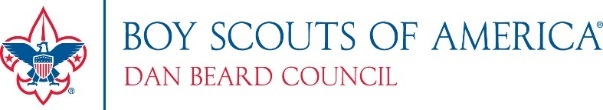 BOY SCOUTS OF AMERICA®
DAN BEARD COUNCIL
®